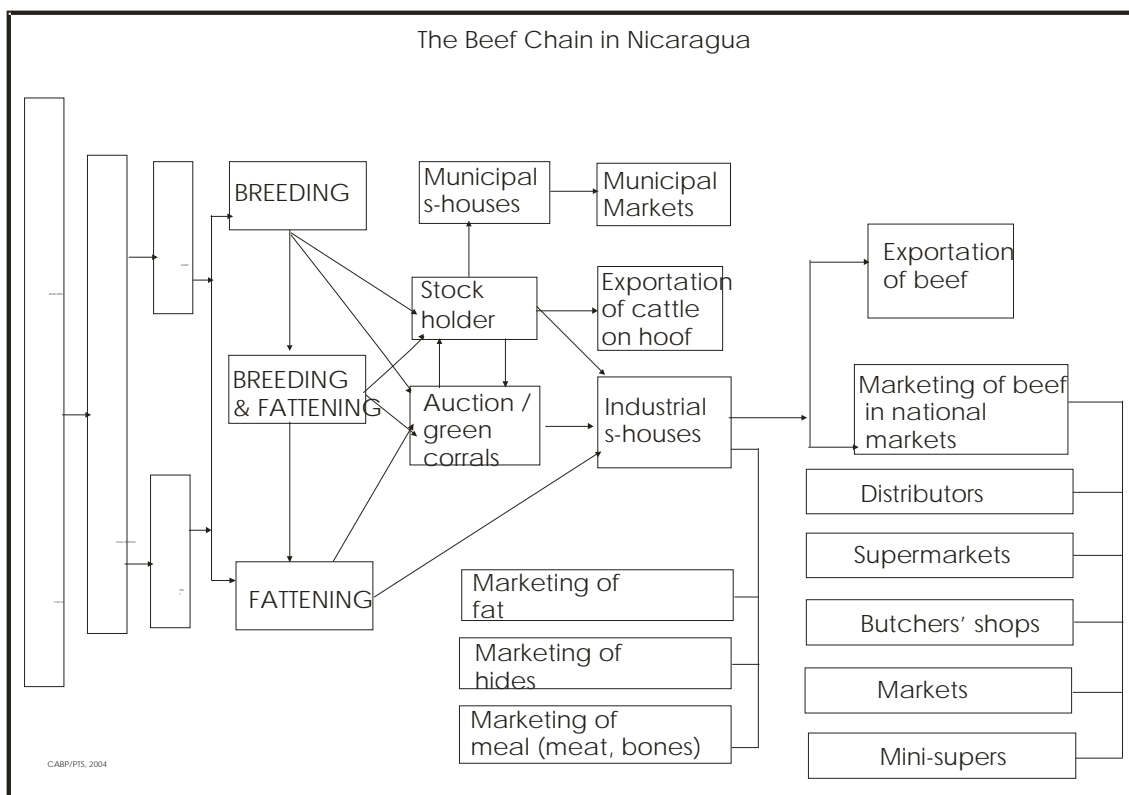 The Beef Chain in Nicaragua
BREEDING
Municipal
s-houses
Municipal
Markets
Exportation
of beef
Stock
holder
Exportation
of cattle
on hoof
BREEDING
& FATTENING
Auction /
green
corrals
Industrial
s-houses
Marketing of beef
in national
markets
Distributors
Supermarkets
FATTENING
Marketing of
fat
Butchers' shops
Marketing of
hides
Markets
Marketing of
meal (meat, bones)
Mini-supers
CABP/PTS, 2004